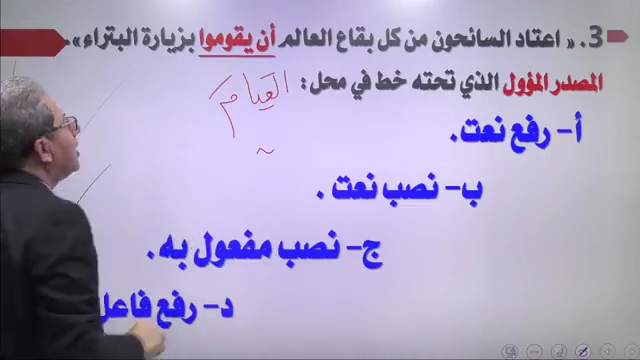 3. « اعتاد السائحون من كل بقاع العالم أن يقوموا بزيارة البتراء».
المصدر المؤول الذي تحته خط في محل:
القيام
أ- رفع نعت.
ب- نصب نعت .
ج- نصب مفعول به.
د- رفع فاعل